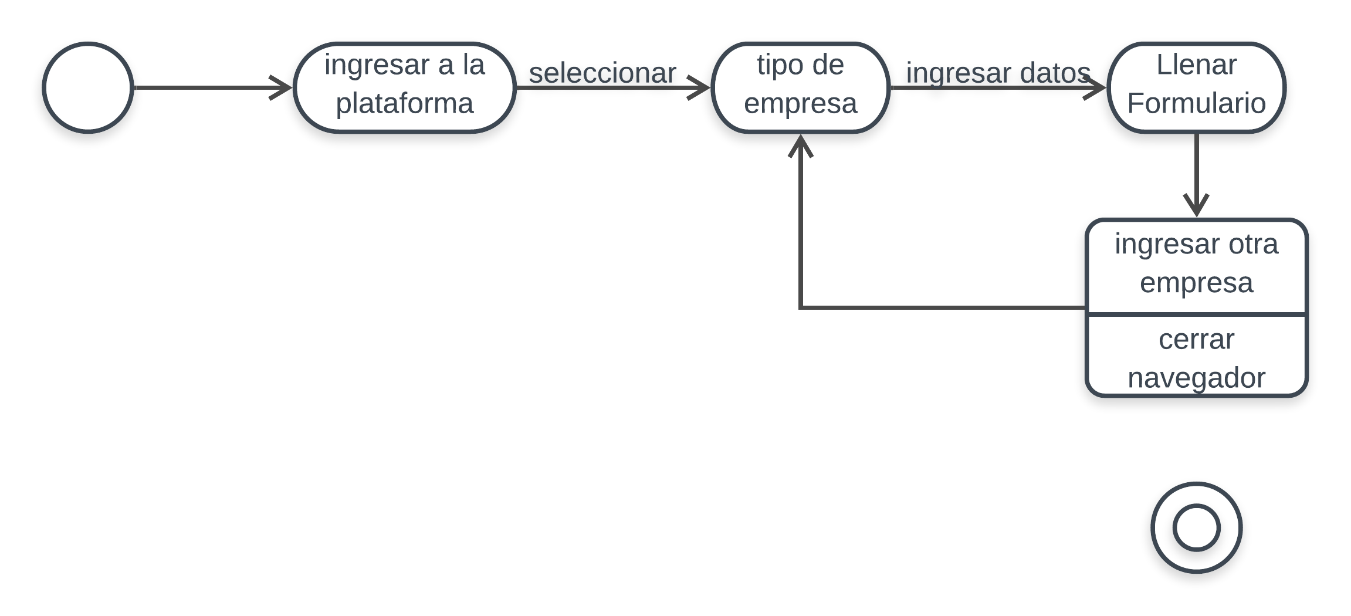 ingresar a la
plataforma
seleccionar
tipo de
empresa
ingresar datos
Llenar
Formulario
ingresar otra
empresa
cerrar
navegador